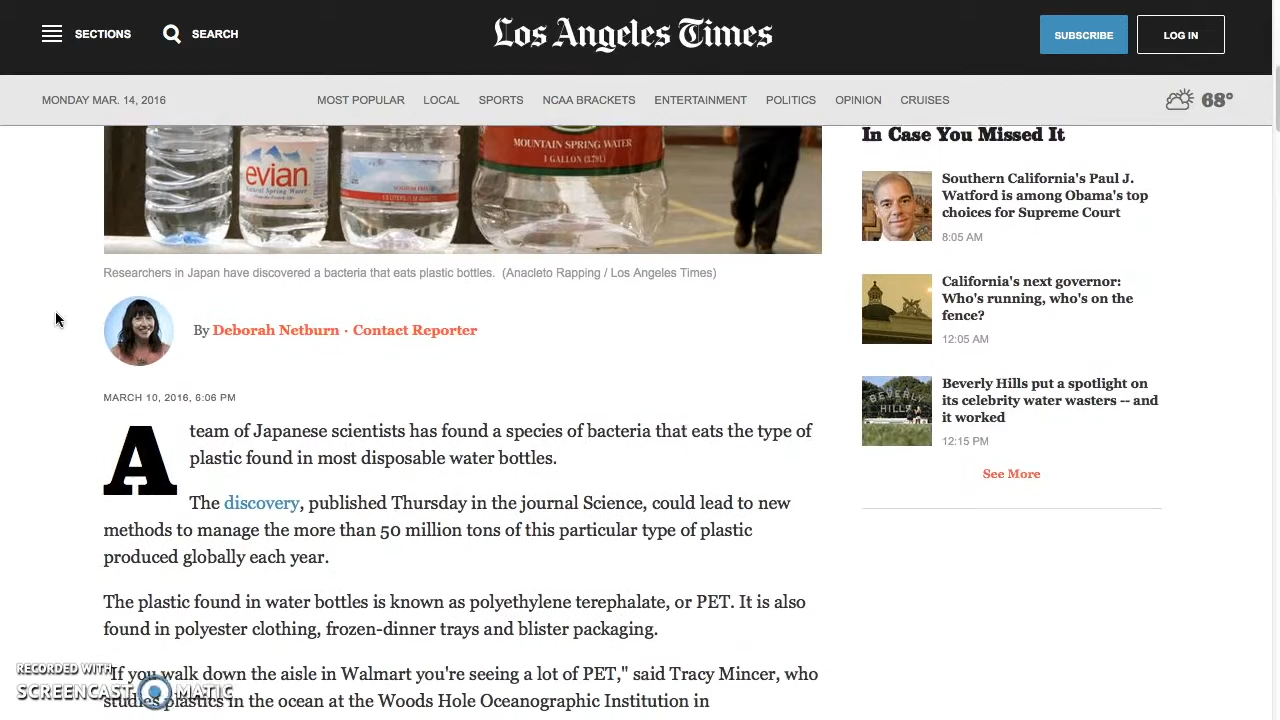 SECTIONS
SEARCH
Los Angeles Times
SUBSCRIBE
LOG IN
MONDAY MAR. 14, 2016
MOST POPULAR
LOCAL
SPORTS
NCAA BRACKETS
ENTERTAINMENT
POLITICS
OPINION
CRUISES
68°
evian
Natural Spring Water
MOUNTAIN SPRING WATER
1 GALLON (3.78L)
Researchers in Japan have discovered a bacteria that eats plastic bottles. (Anacleto Rapping / Los Angeles Times)
By Deborah Netburn · Contact Reporter
MARCH 10, 2016, 6:06 PM
A team of Japanese scientists has found a species of bacteria that eats the type of
plastic found in most disposable water bottles.
The discovery, published Thursday in the journal Science, could lead to new
methods to manage the more than 50 million tons of this particular type of plastic
produced globally each year.
The plastic found in water bottles is known as polyethylene terephalate, or PET. It is also
found in polyester clothing, frozen-dinner trays and blister packaging.
"If you walk down the aisle in Walmart you're seeing a lot of PET," said Tracy Mincer, who
studies plastics in the ocean at the Woods Hole Oceanographic Institution in
In Case You Missed It
Southern California's Paul J.
Watford is among Obama's top
choices for Supreme Court
8:05 AM
California's next governor:
Who's running, who's on the
fence?
12:05 AM
BEVERLY
HILLS
Beverly Hills put a spotlight on
its celebrity water wasters -- and
it worked
12:15 PM
See More
RECORDED WITH
SCREENCAST MATIC